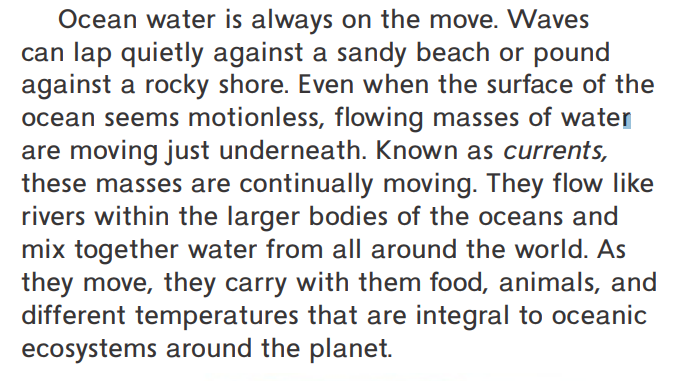 Ocean water is always on the move. Waves
can lap quietly against a sandy beach or pound
against a rocky shore. Even when the surface of the
ocean seems motionless, flowing masses of water
are moving just underneath. Known as currents,
these masses are continually moving. They flow like
rivers within the larger bodies of the oceans and
mix together water from all around the world. As
they move, they carry with them food, animals, and
different temperatures that are integral to oceanic
ecosystems around the planet.